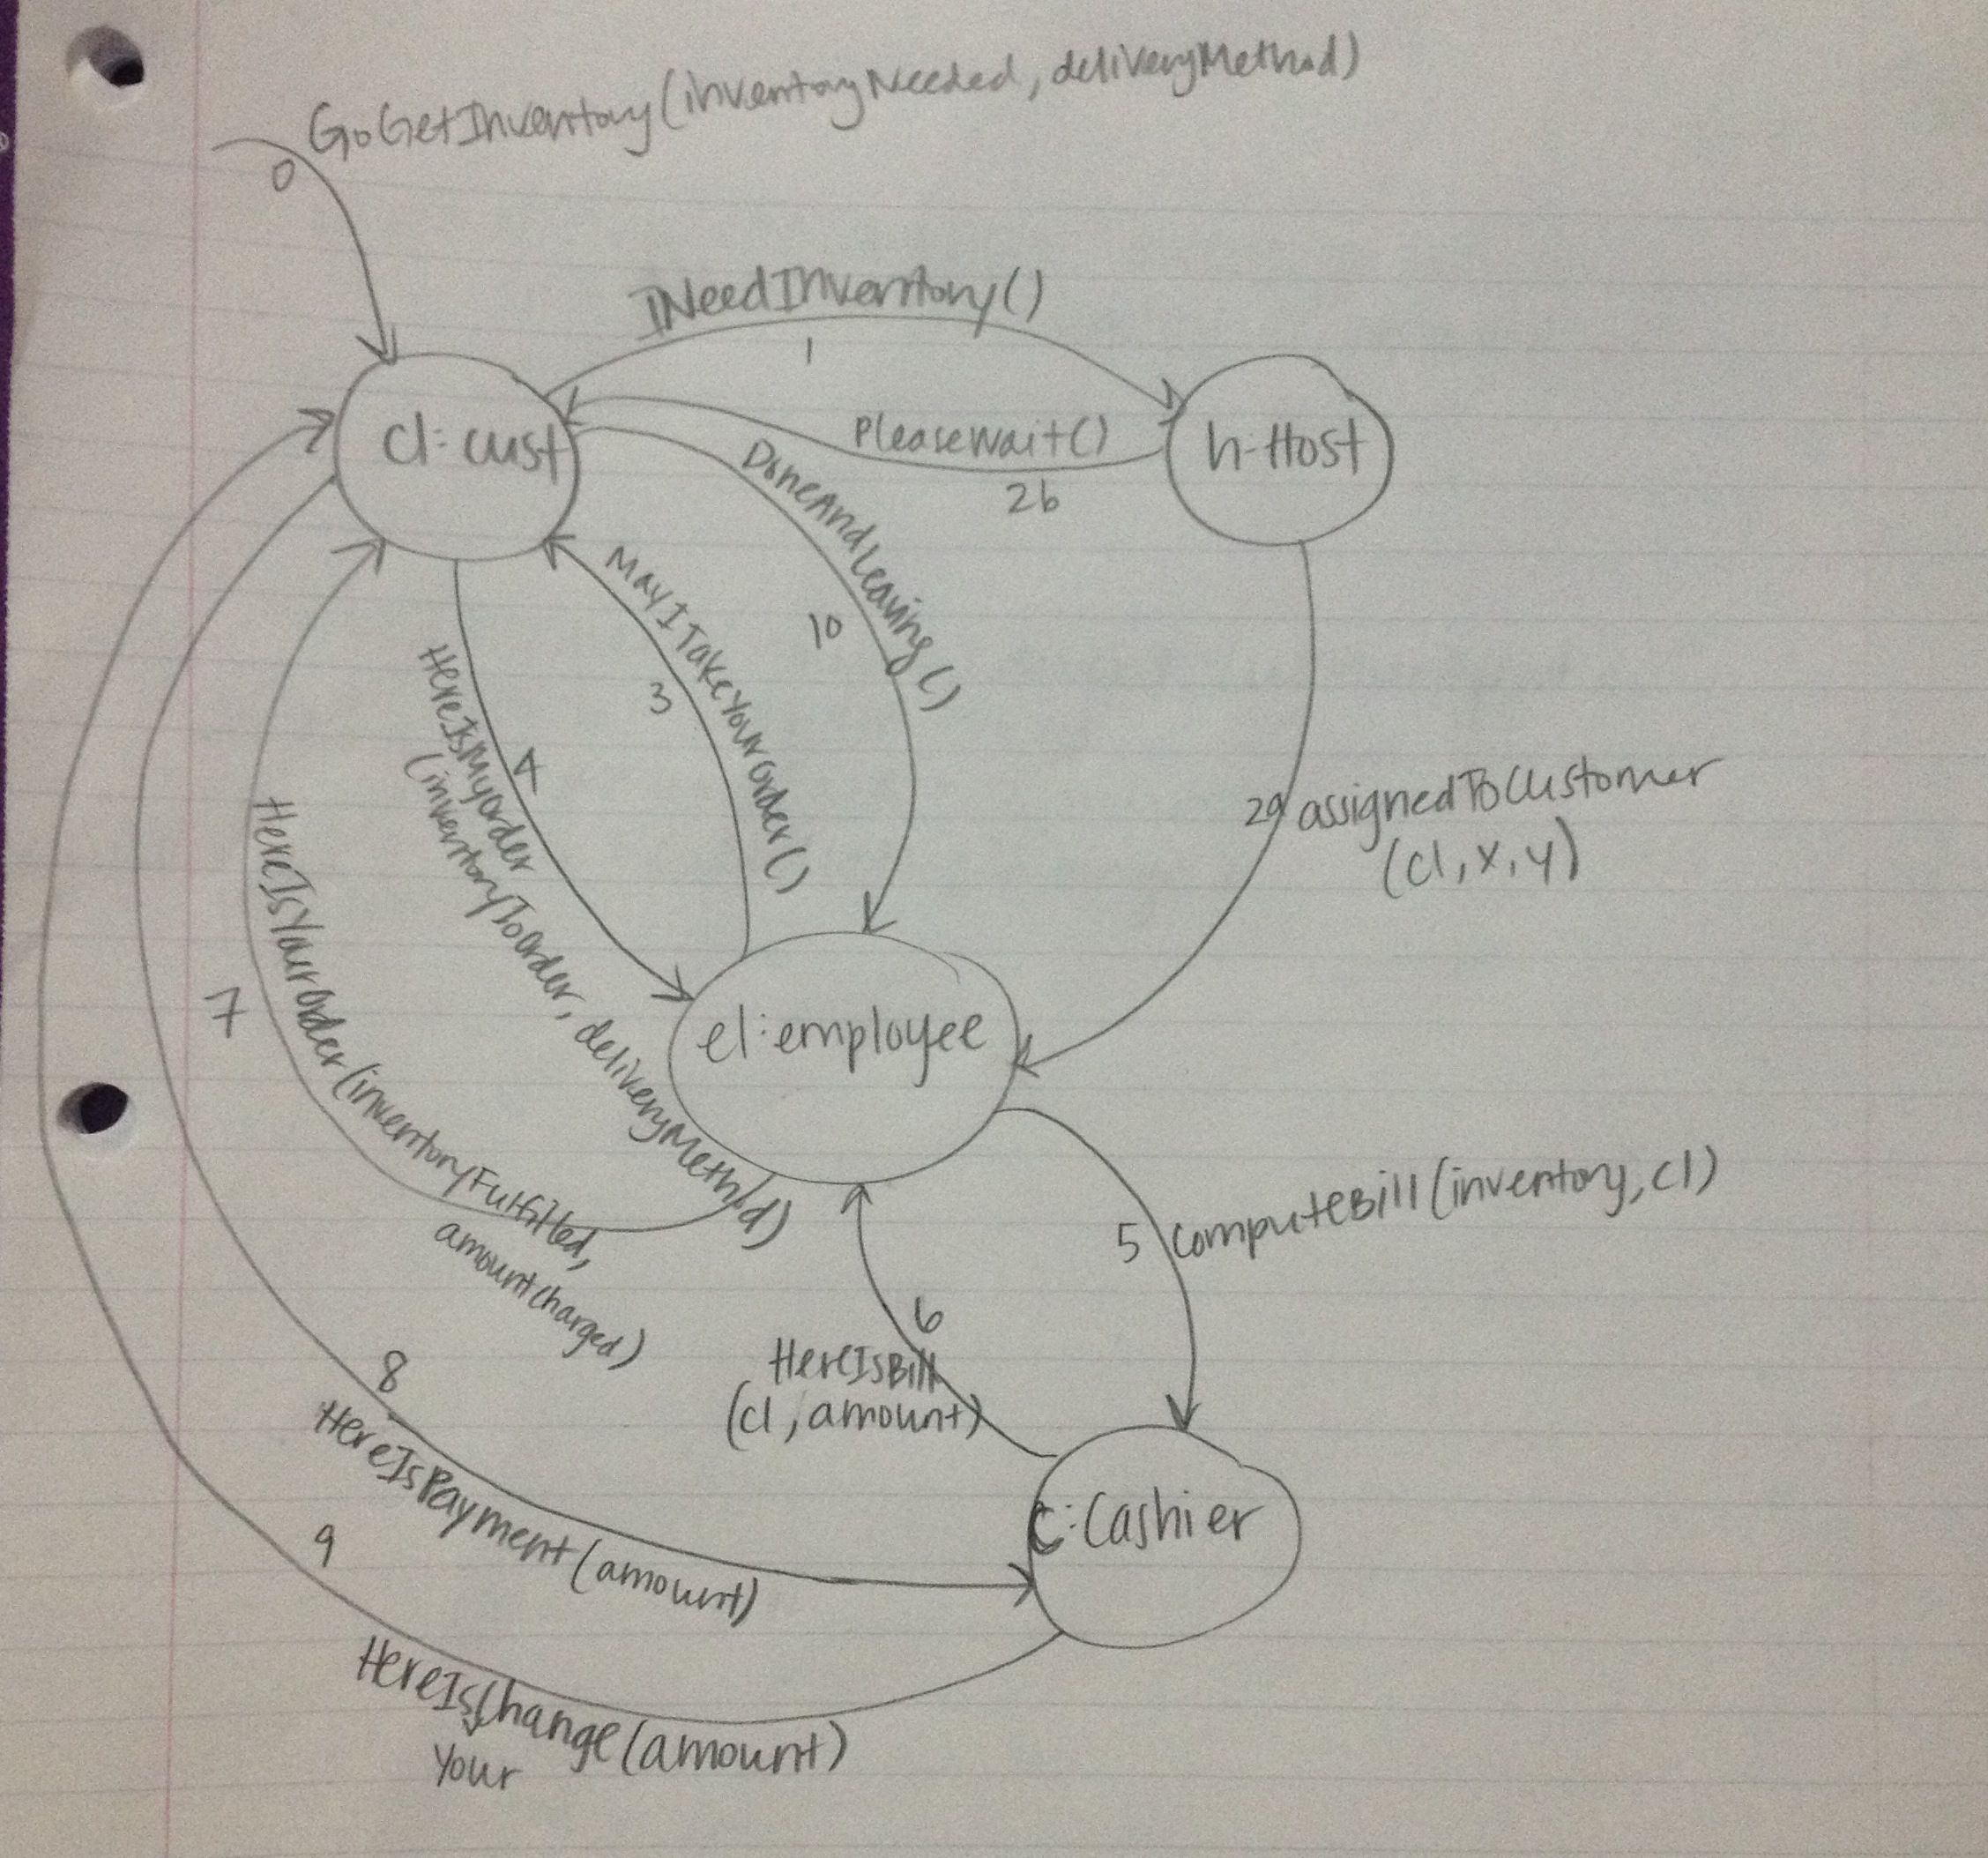 GoGetInventory(inventoryNeeded, deliveryMethod)
0
INeedInventory()
1
c1:cust
h:Host
PleaseWait()
2b
DoneAndLeaving()
10
MayITakeYourOrder()
3
HereIsMyOrder
(inventoryToOrder, deliveryMethod)
4
2a assignedToCustomer
(c1, x, y)
HereIsYourOrder(inventoryFulfilled,
amountCharged)
7
e1:employee
5 ComputeBill(inventory, c1)
6
HereIsBill
(c1, amount)
8
HereIsPayment(amount)
c:Cashier
9
HereIsChange(amount)
Your